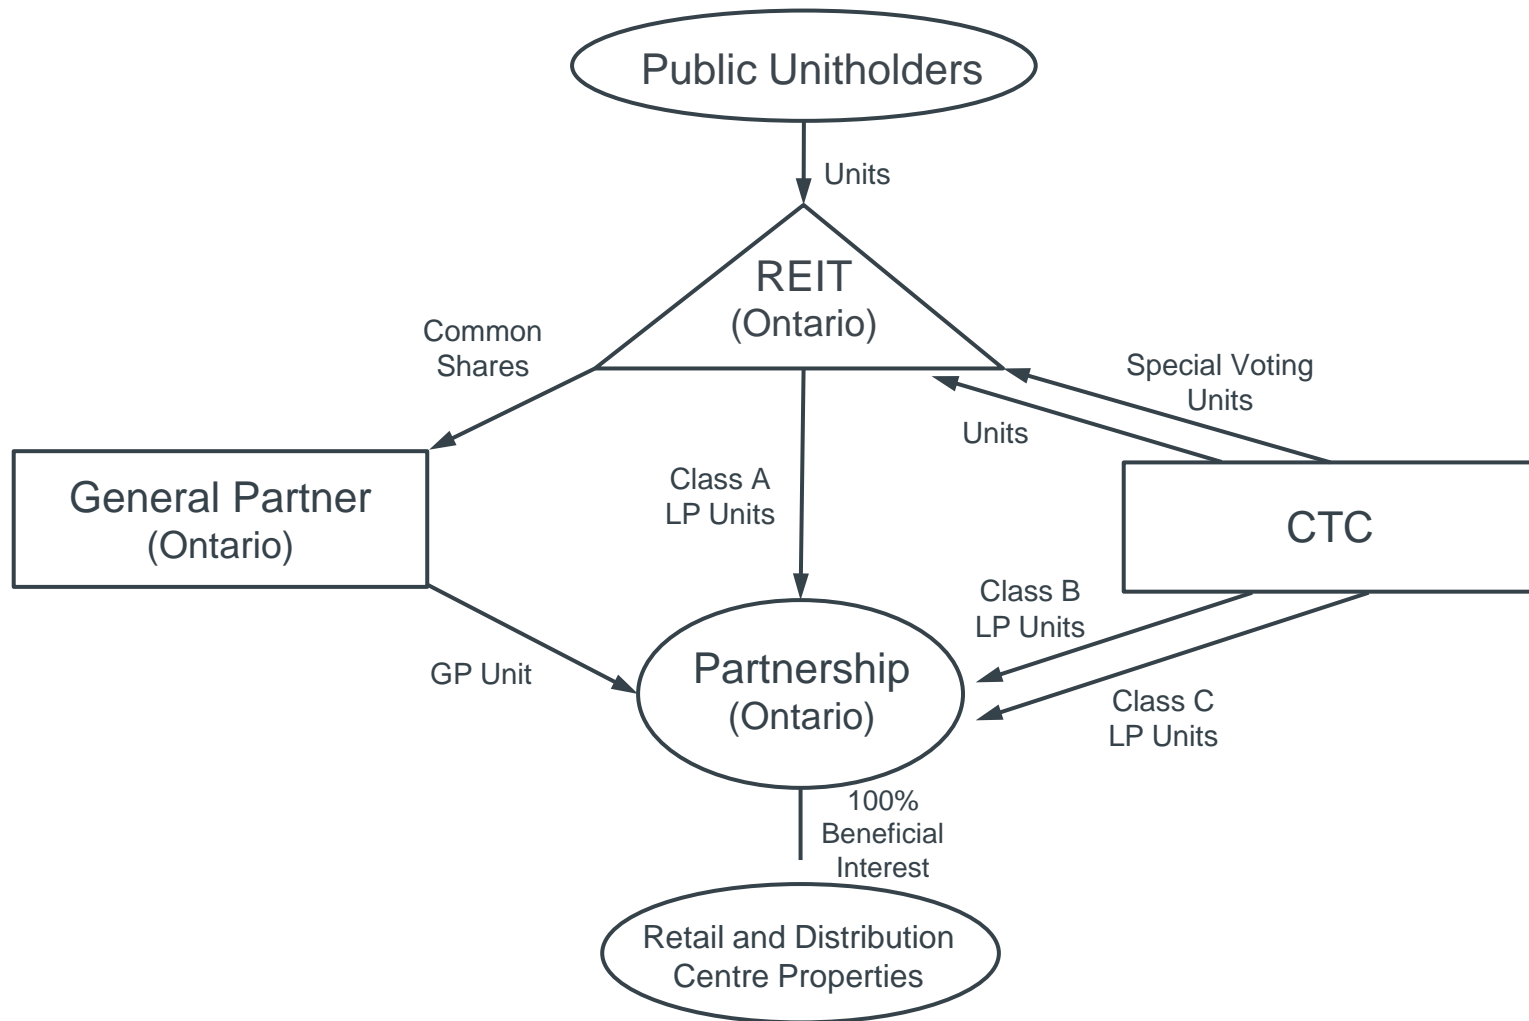 Public Unitholders
Units
REIT
(Ontario)
Common
Shares
Special Voting
Units
Units
General Partner
(Ontario)
Class A
LP Units
CTC
Class B
LP Units
GP Unit
Partnership
(Ontario)
Class C
LP Units
100%
Beneficial
Interest
Retail and Distribution
Centre Properties